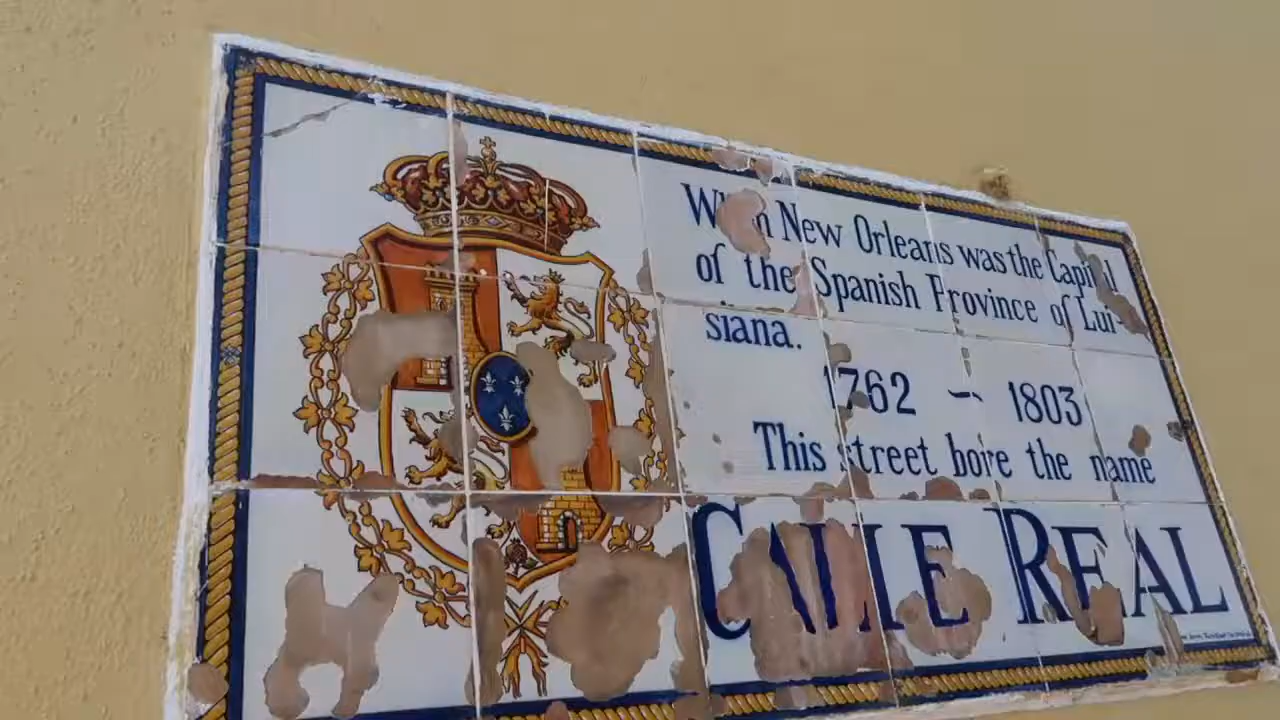 When New Orleans was the Capital
of the Spanish Province of Lui-
siana.
1762 ~ 1803
This street bore the name
CALLE REAL